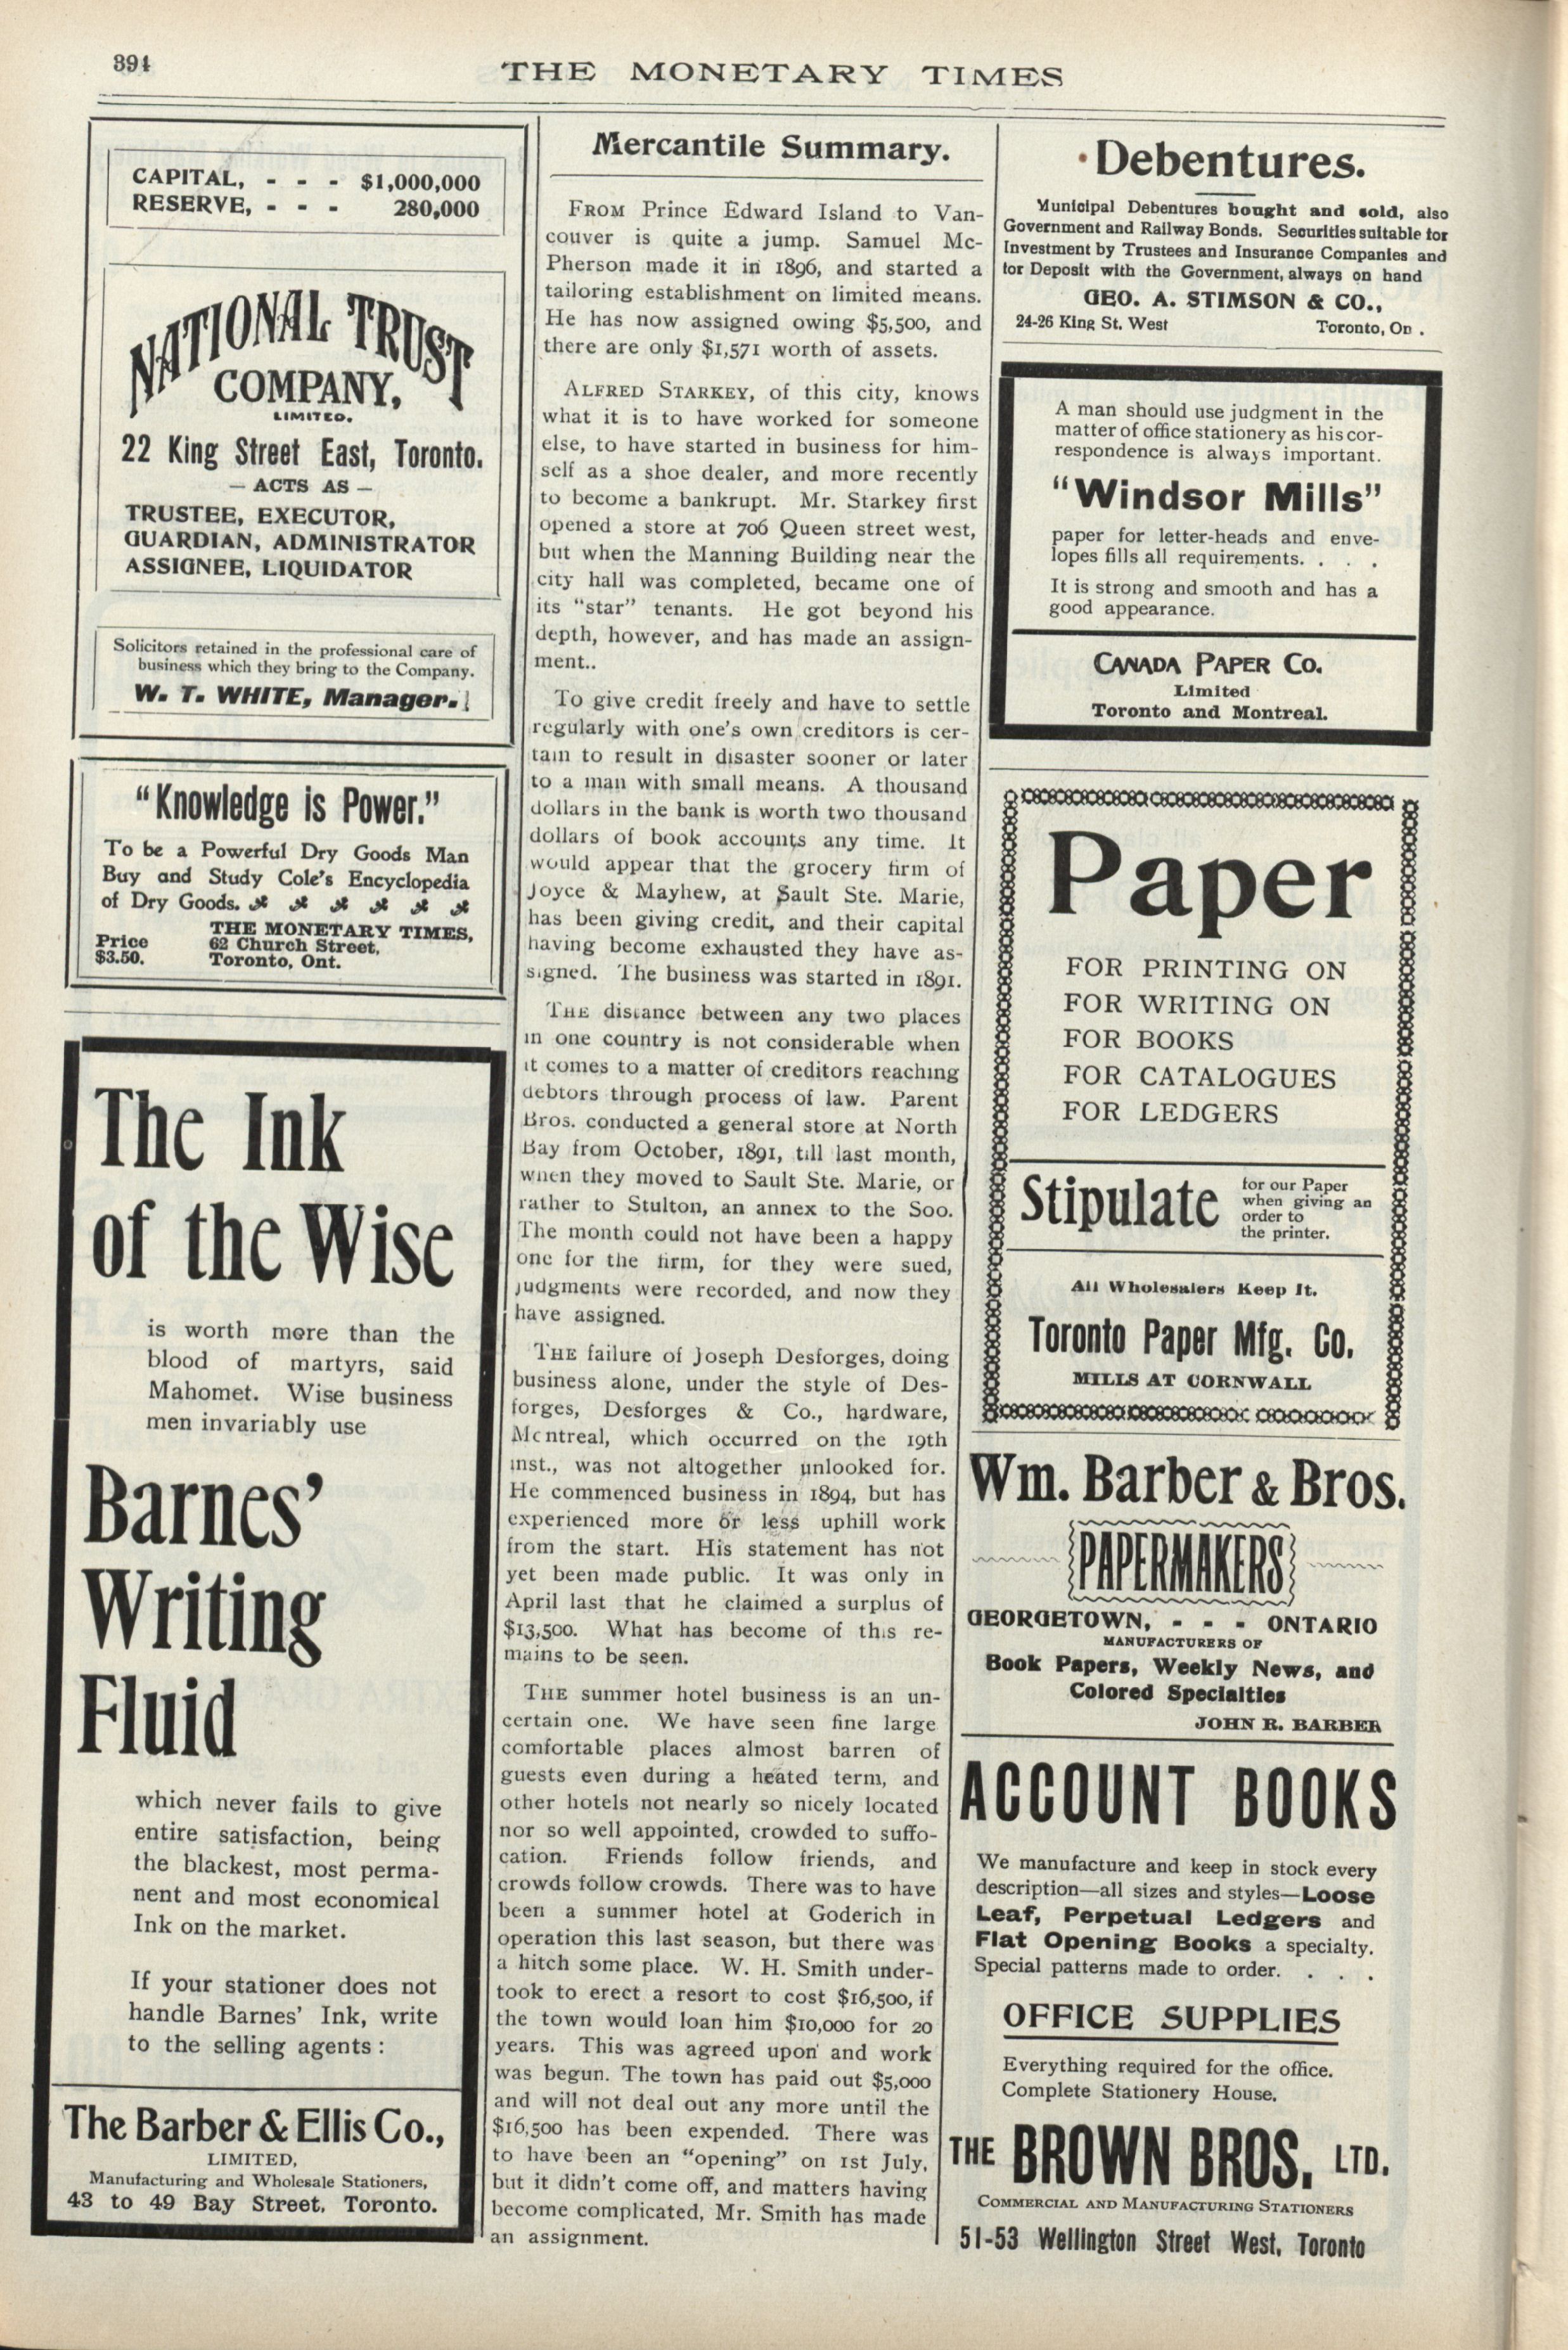 394
THE MONETARY TIMES
CAPITAL, - - - $1,000,000
RESERVE, - - - 280,000
NATIONAL TRUST
COMPANY,
LIMITED.
22 King Street East, Toronto.
— ACTS AS —
TRUSTEE, EXECUTOR,
GUARDIAN, ADMINISTRATOR
ASSIGNEE, LIQUIDATOR
Solicitors retained in the professional care of
business which they bring to the Company.
W. T. WHITE, Manager.
"Knowledge is Power."
To be a Powerful Dry Goods Man
Buy and Study Cole's Encyclopedia
of Dry Goods.
THE MONETARY TIMES,
Price 62 Church Street,
$3.50. Toronto, Ont.
The Ink
of the Wise
is worth more than the
blood of martyrs, said
Mahomet. Wise business
men invariably use
Barnes'
Writing
Fluid
which never fails to give
entire satisfaction, being
the blackest, most perma-
nent and most economical
Ink on the market.
If your stationer does not
handle Barnes' Ink, write
to the selling agents :
The Barber & Ellis Co.,
LIMITED,
Manufacturing and Wholesale Stationers,
43 to 49 Bay Street, Toronto.
Mercantile Summary.
FROM Prince Edward Island to Van-
couver is quite a jump. Samuel Mc-
Pherson made it in 1896, and started a
tailoring establishment on limited means.
He has now assigned owing $5,500, and
there are only $1,571 worth of assets.
ALFRED STARKEY, of this city, knows
what it is to have worked for someone
else, to have started in business for him-
self as a shoe dealer, and more recently
to become a bankrupt. Mr. Starkey first
opened a store at 706 Queen street west,
but when the Manning Building near the
city hall was completed, became one of
its "star" tenants. He got beyond his
depth, however, and has made an assign-
ment..
To give credit freely and have to settle
regularly with one's own creditors is cer-
tain to result in disaster sooner or later
to a man with small means. A thousand
dollars in the bank is worth two thousand
dollars of book accounts any time. It
would appear that the grocery firm of
Joyce & Mayhew, at Sault Ste. Marie,
has been giving credit, and their capital
having become exhausted they have as-
signed. The business was started in 1891.
THE distance between any two places
in one country is not considerable when
it comes to a matter of creditors reaching
debtors through process of law. Parent
Bros. conducted a general store at North
Bay from October, 1891, till last month,
when they moved to Sault Ste. Marie, or
rather to Stulton, an annex to the Soo.
The month could not have been a happy
one for the firm, for they were sued,
judgments were recorded, and now they
have assigned.
THE failure of Joseph Desforges, doing
business alone, under the style of Des-
forges, Desforges & Co., hardware,
Montreal, which occurred on the 19th
inst., was not altogether unlooked for.
He commenced business in 1894, but has
experienced more or less uphill work
from the start. His statement has not
yet been made public. It was only in
April last that he claimed a surplus of
$13,500. What has become of this re-
mains to be seen.
THE summer hotel business is an un-
certain one. We have seen fine large
comfortable places almost barren of
guests even during a heated term, and
other hotels not nearly so nicely located
nor so well appointed, crowded to suffo-
cation. Friends follow friends, and
crowds follow crowds. There was to have
been a summer hotel at Goderich in
operation this last season, but there was
a hitch some place. W. H. Smith under-
took to erect a resort to cost $16,500, if
the town would loan him $10,000 for 20
years. This was agreed upon and work
was begun. The town has paid out $5,000
and will not deal out any more until the
$16,500 has been expended. There was
to have been an "opening" on 1st July,
but it didn't come off, and matters having
become complicated, Mr. Smith has made
an assignment.
Debentures.
Municipal Debentures bought and sold, also
Government and Railway Bonds. Securities suitable for
Investment by Trustees and Insurance Companies and
for Deposit with the Government, always on hand
GEO. A. STIMSON & CO.,
24-26 King St. West Toronto, On .
A man should use judgment in the
matter of office stationery as his cor-
respondence is always important.
"Windsor Mills"
paper for letter-heads and enve-
lopes fills all requirements. . . .
It is strong and smooth and has a
good appearance.
CANADA PAPER CO.
Limited
Toronto and Montreal.
Paper
FOR PRINTING ON
FOR WRITING ON
FOR BOOKS
FOR CATALOGUES
FOR LEDGERS
Stipulate for our Paper
when giving an
order to
the printer.
All Wholesalers Keep It.
Toronto Paper Mfg. Co.
MILLS AT CORNWALL
Wm. Barber & Bros.
PAPERMAKERS
GEORGETOWN, - - - ONTARIO
MANUFACTURERS OF
Book Papers, Weekly News, and
Colored Specialties
JOHN R. BARBER
ACCOUNT BOOKS
We manufacture and keep in stock every
description—all sizes and styles—Loose
Leaf, Perpetual Ledgers and
Flat Opening Books a specialty.
Special patterns made to order. . . .
OFFICE SUPPLIES
Everything required for the office.
Complete Stationery House.
THE BROWN BROS. LTD.
COMMERCIAL AND MANUFACTURING STATIONERS
51-53 Wellington Street West, Toronto